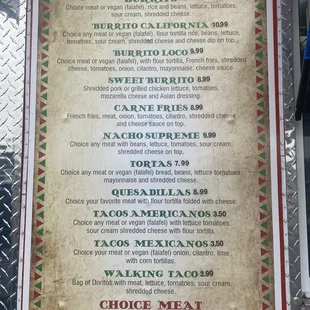 Choice meat or vegan (falafel), rice and beans, lettuce, tomatoes,
sour cream, shredded cheese.
BURRITO CALIFORNIA 10.99
Choice any meat or vegan (falafel), flour tortilla rice, beans, lettuce,
tomatoes, sour cream, shredded cheese and cheese do on top.
BURRITO LOCO 9.99
Choice meat or vegan (falafel), with flour tortilla, French fries, shredded
cheese, tomatoes, onion, cilantro, mayonnaise, cheese sauce
SWEET BURRITO 8.99
Shredded pork or grilled chicken lettuce, tomatoes,
mozarella cheese and Asian dressing.
CARNE FRIES 8.99
French fries, meat, onion, tomatoes, cilantro, shredded cheese
and cheese sauce on top.
NACHO SUPREME 9.99
Choice any meat with beans, lettuce, tomatoes, sour cream,
shredded cheese on top.
TORTAS 7.99
Choice any meat or vegan (falafel) bread, beans, lettuce tomatoes
mayonnaise and shredded cheese.
QUESADILLAS 8.99
Choice your favorite meat with flour tortilla folded with cheese.
TACOS AMERICANOS 3.50
Choice any meat or vegan (falafel) with lettuce tomatoes
sour cream shredded cheese with flour tortilla.
TACOS MEXICANOS 3.50
Choice your meat or vegan (falafel) onion, cilantro, lime
with corn tortillas.
WALKING TACO 3.99
Bag of Doritos with meat, lettuce, tomatoes, sour cream,
shredded cheese.
CHOICE MEAT